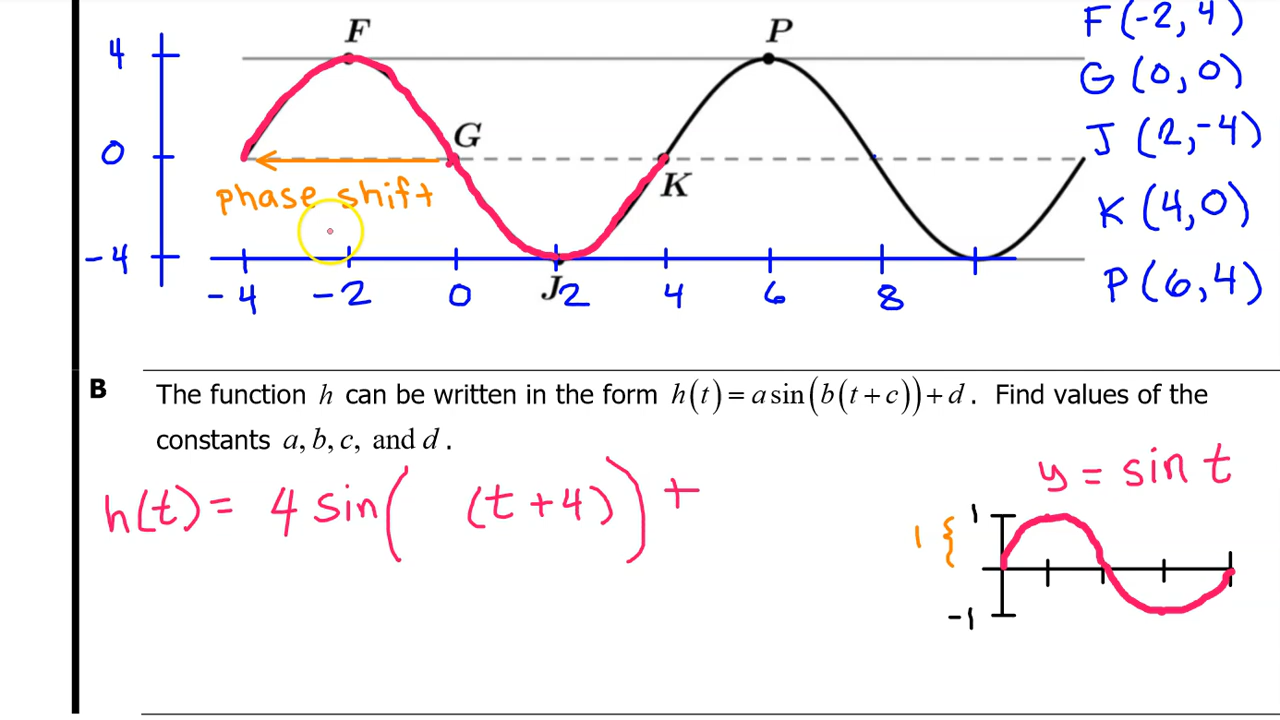 F P
F (-2, 4)
4
G (0, 0)
G
J (2, -4)
0
K
phase shift
K (4, 0)
-4
J
-4 -2 0 2 4 6 8
P (6, 4)
B The function h can be written in the form h(t) = a sin(b(t + c)) + d. Find values of the
constants a, b, c, and d.
y = sin t
h(t) = 4 sin( (t + 4)) +
1 { 1
-1